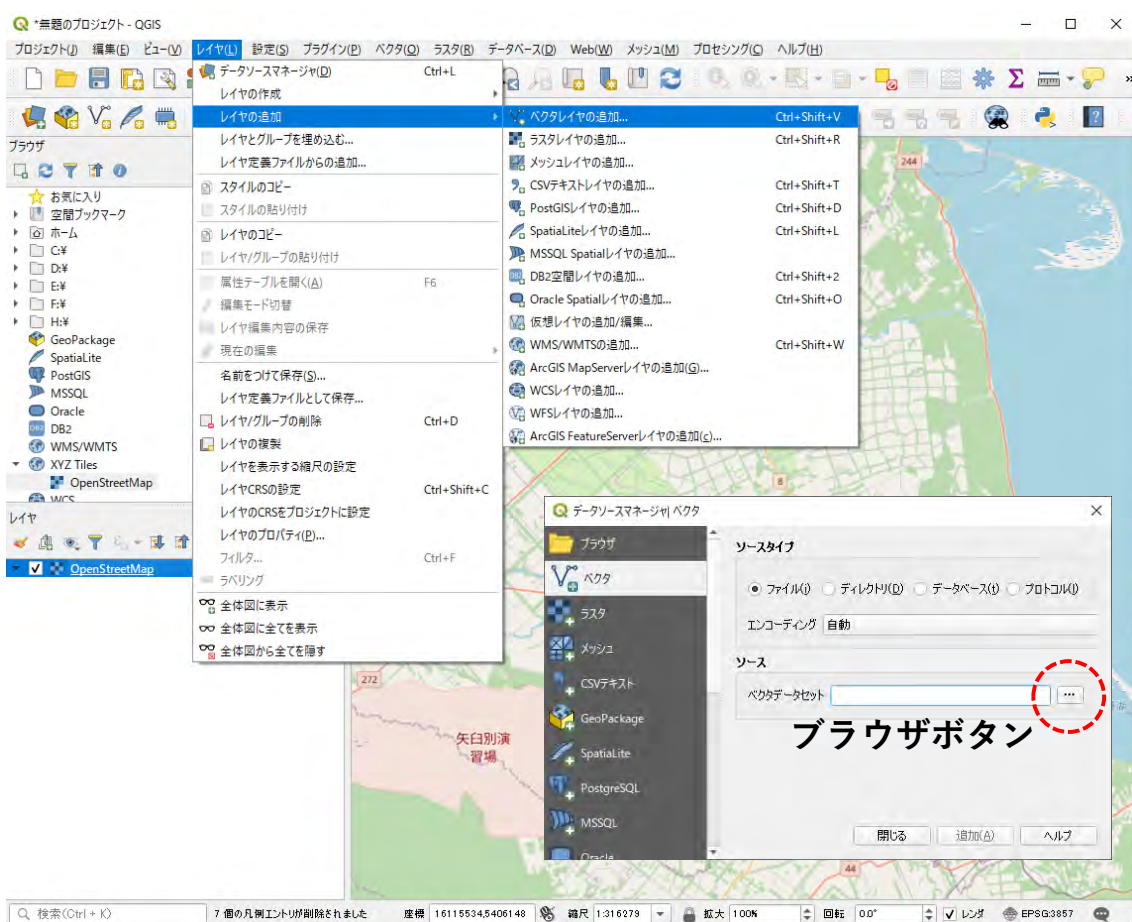 *無題のプロジェクト - QGIS
プロジェクト(J) 編集(E) ビュー(V) レイヤ(L) 設定(S) プラグイン(P) ベクタ(O) ラスタ(R) データベース(D) Web(W) メッシュ(M) プロセシング(C) ヘルプ(H)
データソースマネージャ(D) Ctrl+L
レイヤの作成
レイヤの追加
レイヤとグループを埋め込む...
レイヤ定義ファイルからの追加...
スタイルのコピー
スタイルの貼り付け
レイヤのコピー
レイヤ/グループの貼り付け
属性テーブルを開く(A) F6
編集モード切替
レイヤ編集内容の保存
現在の編集
名前をつけて保存(S)...
レイヤ定義ファイルとして保存...
レイヤ/グループの削除 Ctrl+D
レイヤの複製
レイヤを表示する縮尺の設定
レイヤCRSの設定 Ctrl+Shift+C
レイヤのCRSをプロジェクトに設定
レイヤのプロパティ(P)...
フィルタ... Ctrl+F
ラベリング
全体図に表示
全体図に全てを表示
全体図から全てを隠す
ベクタレイヤの追加... Ctrl+Shift+V
ラスタレイヤの追加... Ctrl+Shift+R
メッシュレイヤの追加...
CSVテキストレイヤの追加... Ctrl+Shift+T
PostGISレイヤの追加... Ctrl+Shift+D
SpatiaLiteレイヤの追加... Ctrl+Shift+L
MSSQL Spatialレイヤの追加...
DB2空間レイヤの追加... Ctrl+Shift+2
Oracle Spatialレイヤの追加... Ctrl+Shift+O
仮想レイヤの追加/編集...
WMS/WMTSの追加... Ctrl+Shift+W
ArcGIS MapServerレイヤの追加(G)...
WCSレイヤの追加...
WFSレイヤの追加...
ArcGIS FeatureServerレイヤの追加(c)...
ブラウザ
お気に入り
空間ブックマーク
ホーム
C:¥
D:¥
E:¥
F:¥
H:¥
GeoPackage
SpatiaLite
PostGIS
MSSQL
Oracle
DB2
WMS/WMTS
XYZ Tiles
OpenStreetMap
WCS
レイヤ
OpenStreetMap
244
8
272
矢臼別演
習場
44
データソースマネージャ| ベクタ
ブラウザ
ベクタ
ラスタ
メッシュ
CSVテキスト
GeoPackage
SpatiaLite
PostgreSQL
MSSQL
Oracle
ソースタイプ
ファイル(i) ディレクトリ(D) データベース(t) プロトコル(l)
エンコーディング 自動
ソース
ベクタデータセット ...
ブラウザボタン
閉じる 追加(A) ヘルプ
検索(Ctrl + K) 7 個の凡例エントリが削除されました 座標 16115534,5406148 縮尺 1:316279 拡大 100% 回転 0.0° レンダ EPSG:3857